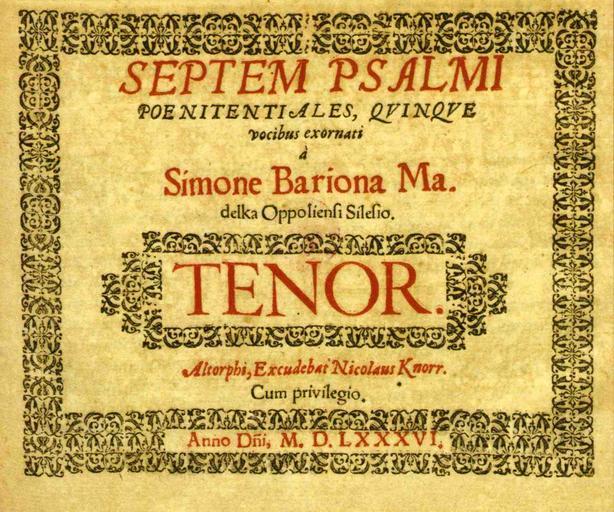 SEPTEM PSALMI
POENITENTIALES, QVINQVE
vocibus exornati
à
Simone Bariona Ma.
delka Oppoliensi Silesio.
TENOR.
Altorphi, Excudebat Nicolaus Knorr.
Cum privilegio.
Anno Dñi, M. D. LXXXVI.